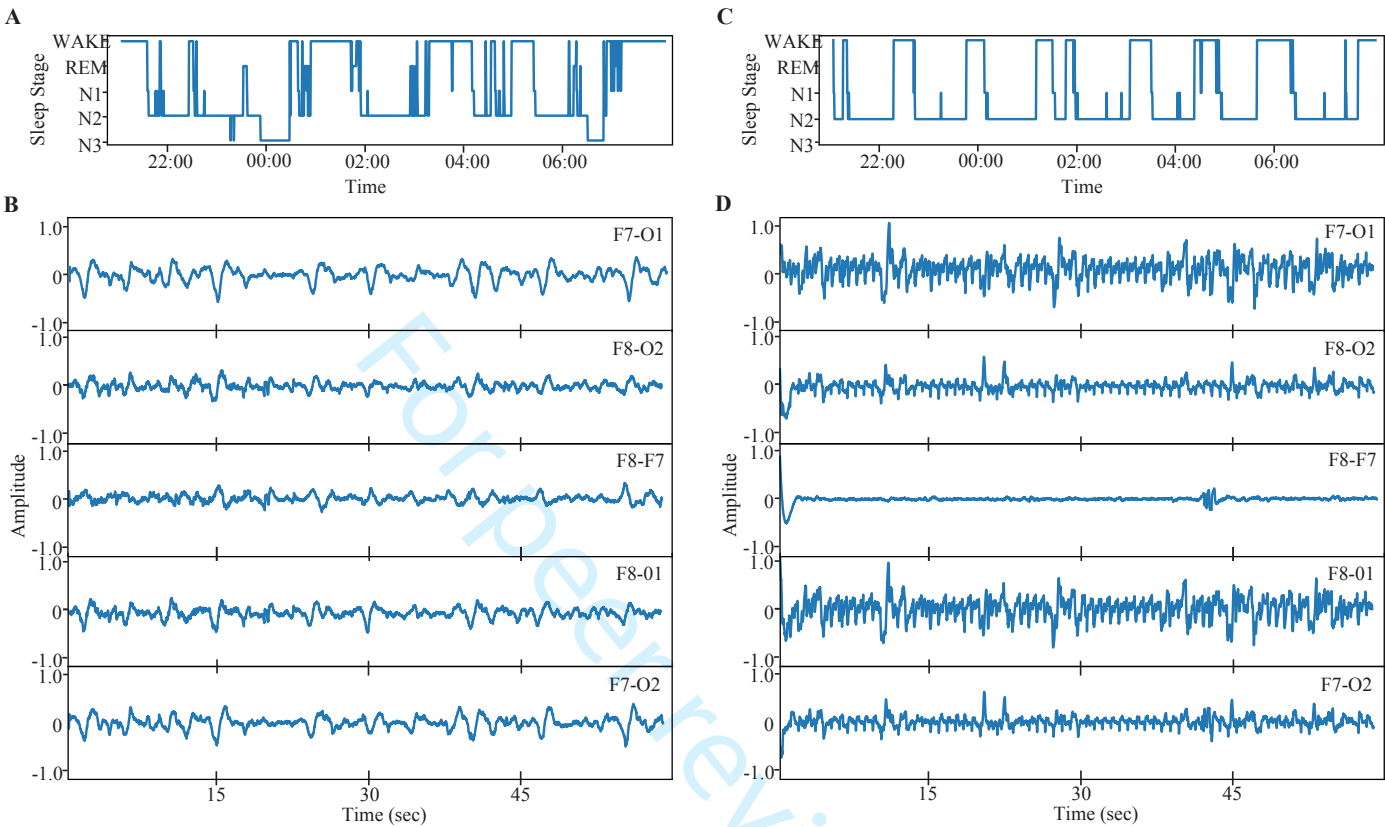 A
WAKE
REM
N1
N2
N3
Sleep Stage
22:00 00:00 02:00 04:00 06:00
Time
B
1.0
0
-1.0
F7-O1
1.0
0
-1.0
F8-O2
1.0
0
-1.0
F8-F7
1.0
0
-1.0
F8-01
1.0
0
-1.0
F7-O2
Amplitude
15 30 45
Time (sec)
C
WAKE
REM
N1
N2
N3
Sleep Stage
22:00 00:00 02:00 04:00 06:00
Time
D
1.0
0
-1.0
F7-O1
1.0
0
-1.0
F8-O2
1.0
0
-1.0
F8-F7
1.0
0
-1.0
F8-01
1.0
0
-1.0
F7-O2
Amplitude
15 30 45
Time (sec)
For peer revi